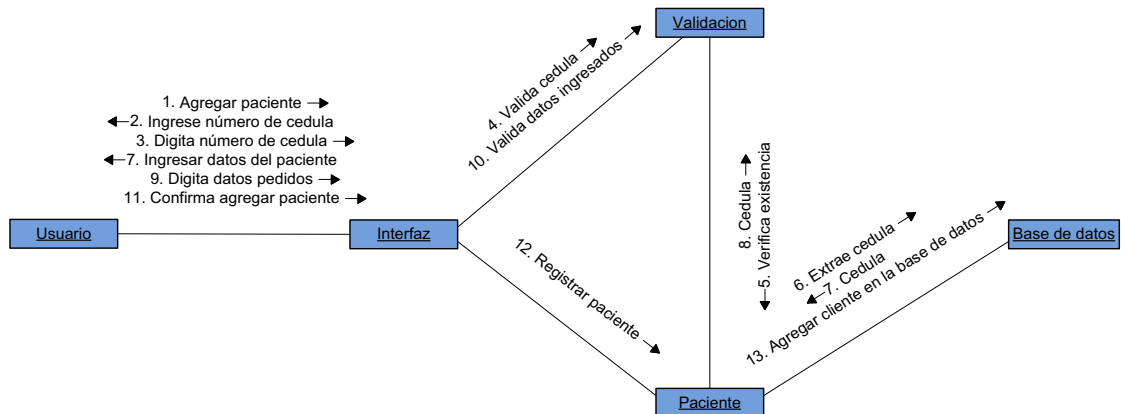 Validacion
4. Valida cedula
10. Valida datos ingresados
1. Agregar paciente
2. Ingrese número de cedula
3. Digita número de cedula
7. Ingresar datos del paciente
9. Digita datos pedidos
11. Confirma agregar paciente
Usuario
Interfaz
8. Cedula
5. Verifica existencia
6. Extrae cedula
7. Cedula
13. Agregar cliente en la base de datos
Base de datos
12. Registrar paciente
Paciente